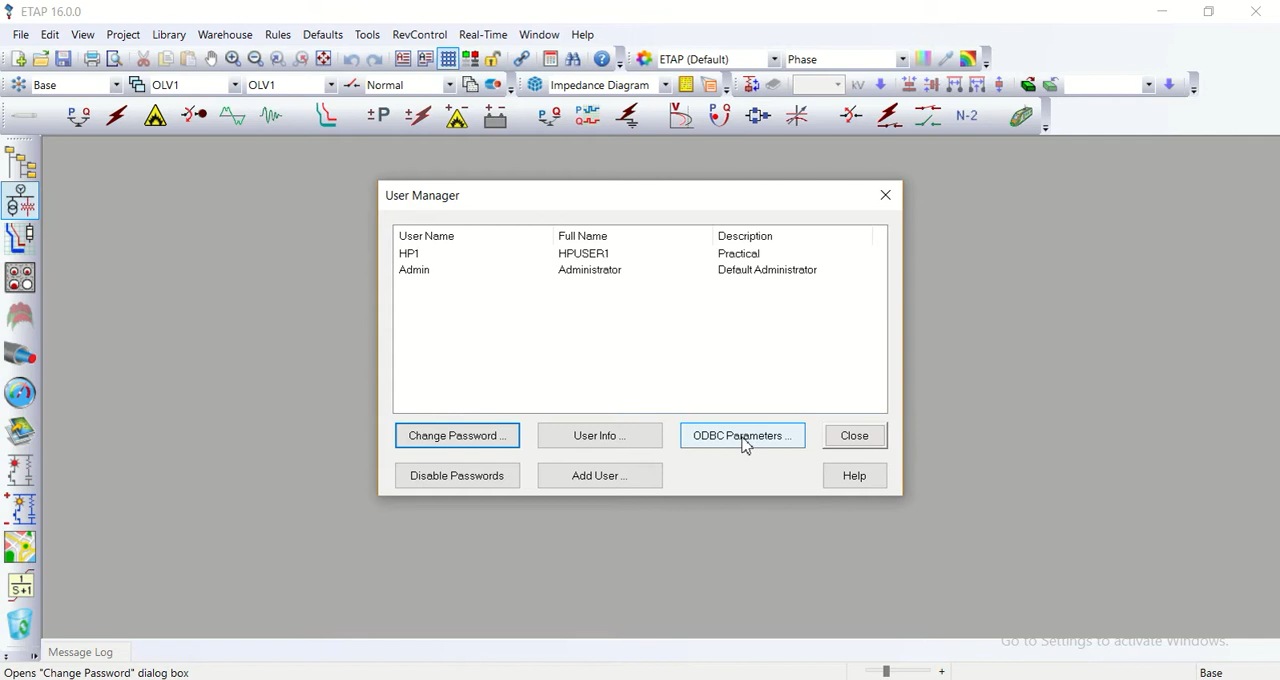 ETAP 16.0.0
File Edit View Project Library Warehouse Rules Defaults Tools RevControl Real-Time Window Help
ETAP (Default) Phase
Base OLV1 OLV1 Normal Impedance Diagram kV
N-2
User Manager
User Name Full Name Description
HP1 HPUSER1 Practical
Admin Administrator Default Administrator
Change Password ... User Info ... ODBC Parameters ... Close
Disable Passwords Add User ... Help
Go to Settings to activate Windows.
Message Log
Opens "Change Password" dialog box
Base